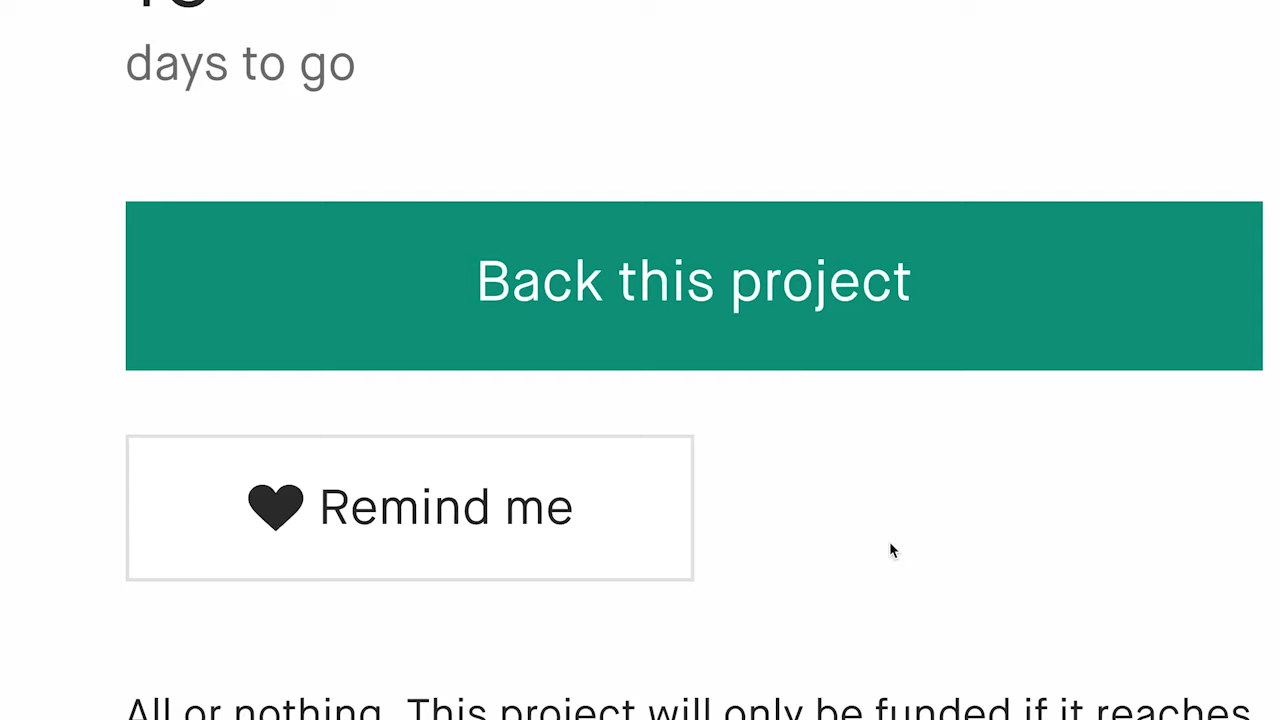 days to go
Back this project
Remind me
All or nothing. This project will only be funded if it reaches